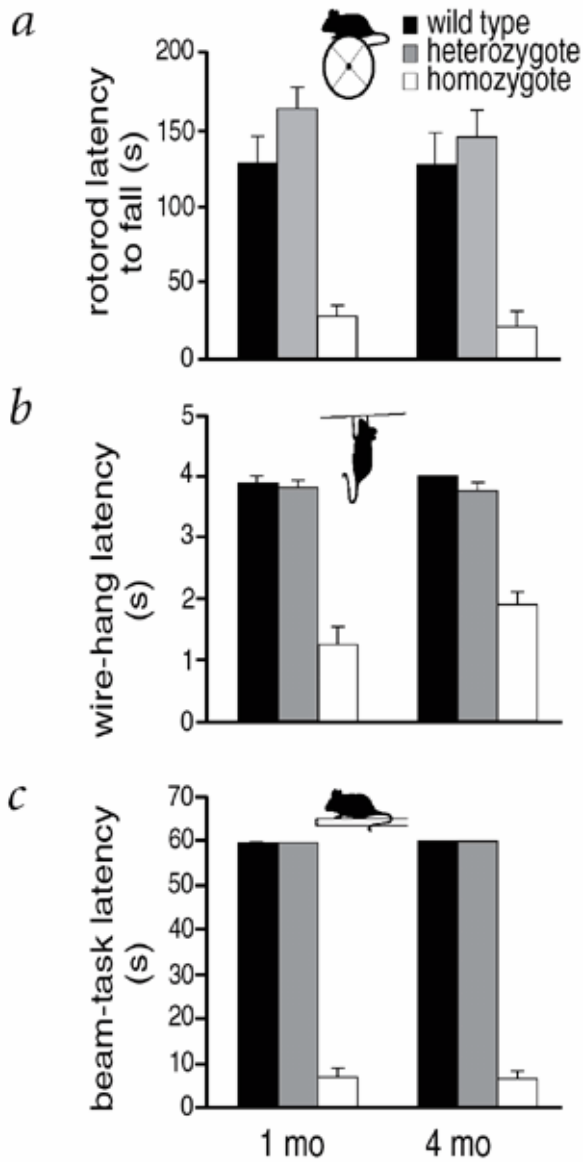 a
wild type
heterozygote
homozygote
rotorod latency
to fall (s)
200
150
100
50
0
b
wire-hang latency
(s)
5
4
3
2
1
0
c
beam-task latency
(s)
70
60
50
40
30
20
10
0
1 mo
4 mo